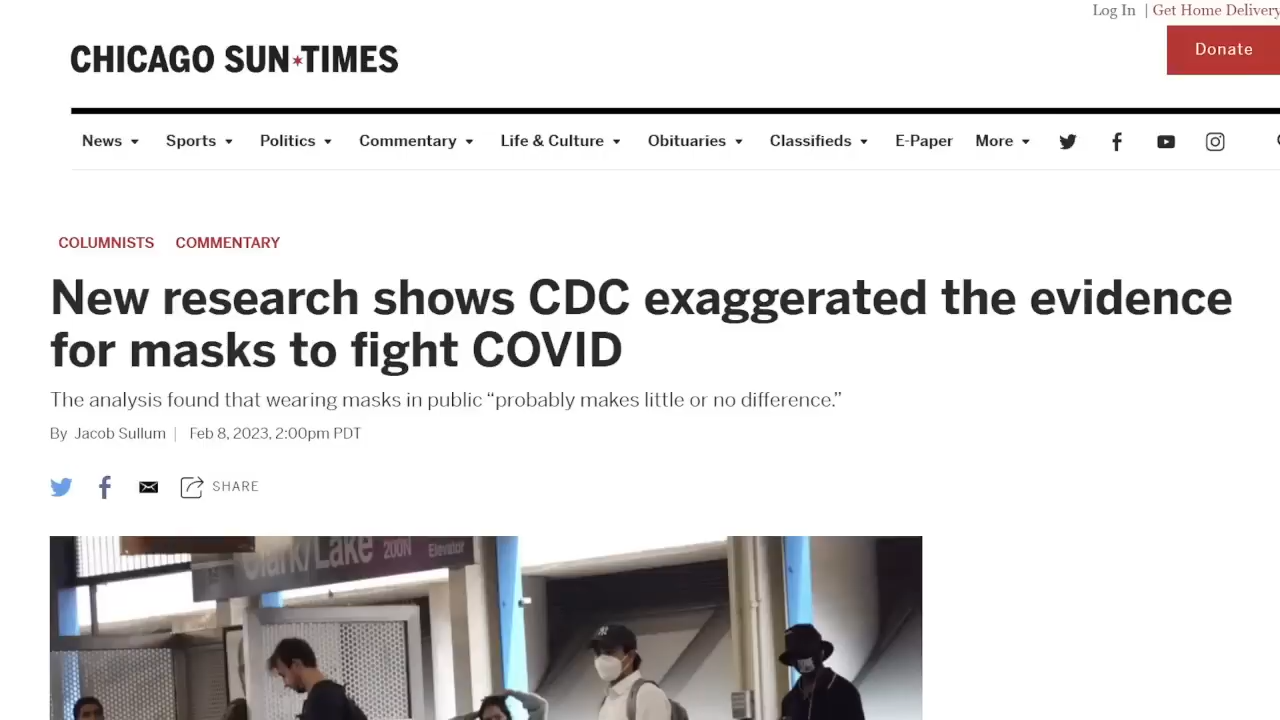 Log In | Get Home Delivery
CHICAGO SUN★TIMES
Donate
News Sports Politics Commentary Life & Culture Obituaries Classifieds E-Paper More
COLUMNISTS COMMENTARY
New research shows CDC exaggerated the evidence
for masks to fight COVID
The analysis found that wearing masks in public “probably makes little or no difference.”
By Jacob Sullum | Feb 8, 2023, 2:00pm PDT
SHARE
Clark/Lake 200N Elevator